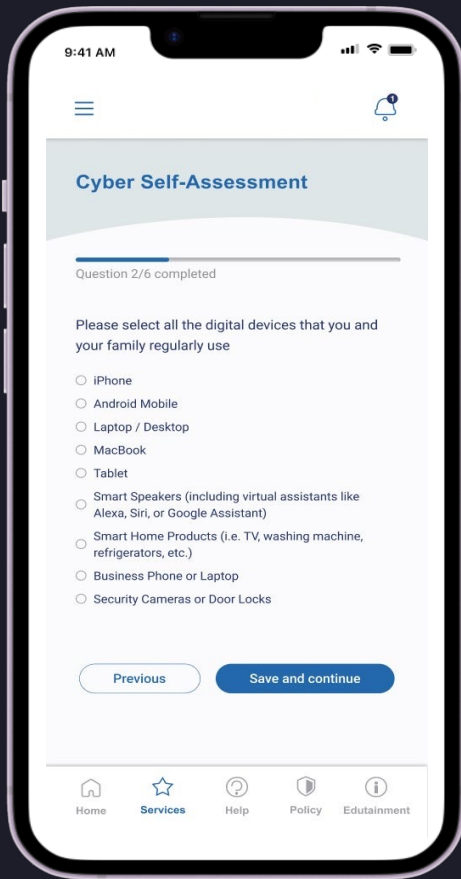 9:41 AM
1
Cyber Self-Assessment
Question 2/6 completed
Please select all the digital devices that you and
your family regularly use
iPhone
Android Mobile
Laptop / Desktop
MacBook
Tablet
Smart Speakers (including virtual assistants like
Alexa, Siri, or Google Assistant)
Smart Home Products (i.e. TV, washing machine,
refrigerators, etc.)
Business Phone or Laptop
Security Cameras or Door Locks
Previous
Save and continue
Home
Services
Help
Policy
Edutainment